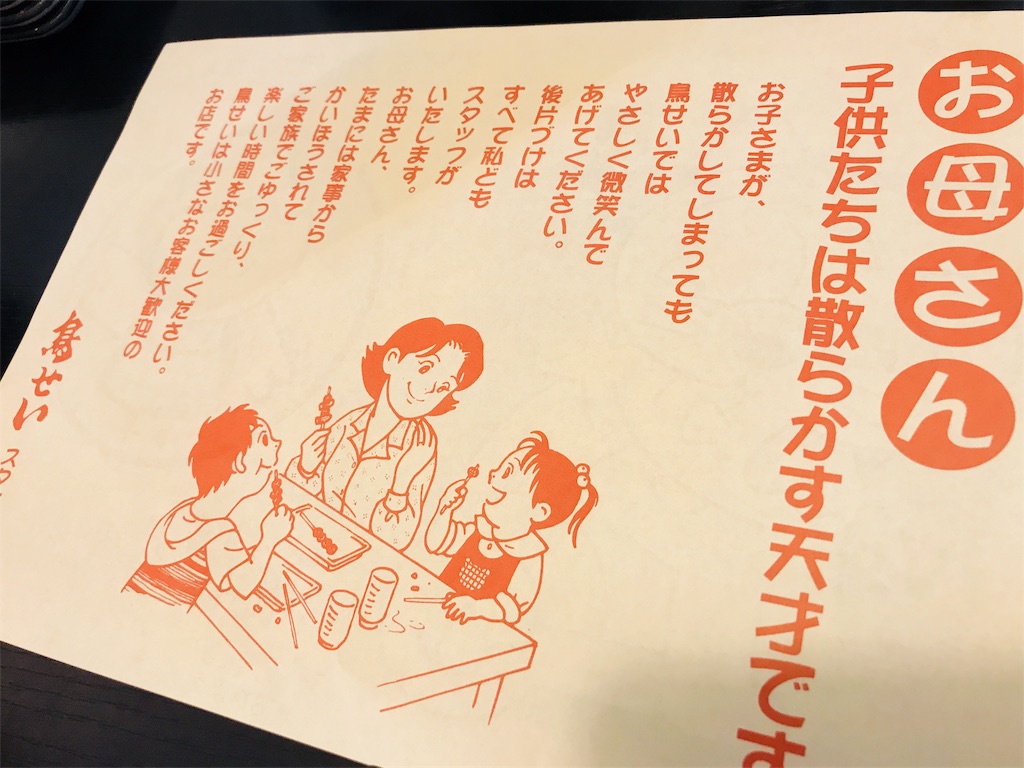 お母さん
子供たちは散らかす天才です
お子さまが、
散らかしてしまっても
鳥せいでは
やさしく微笑んで
あげてください。
後片づけは
すべて私ども
スタッフが
いたします。
お母さん、
たまには家事から
かいほうされて
ご家族でごゆっくり、
楽しい時間をお過ごしください。
鳥せいは小さなお客様大歓迎の
お店です。
鳥せい スタ